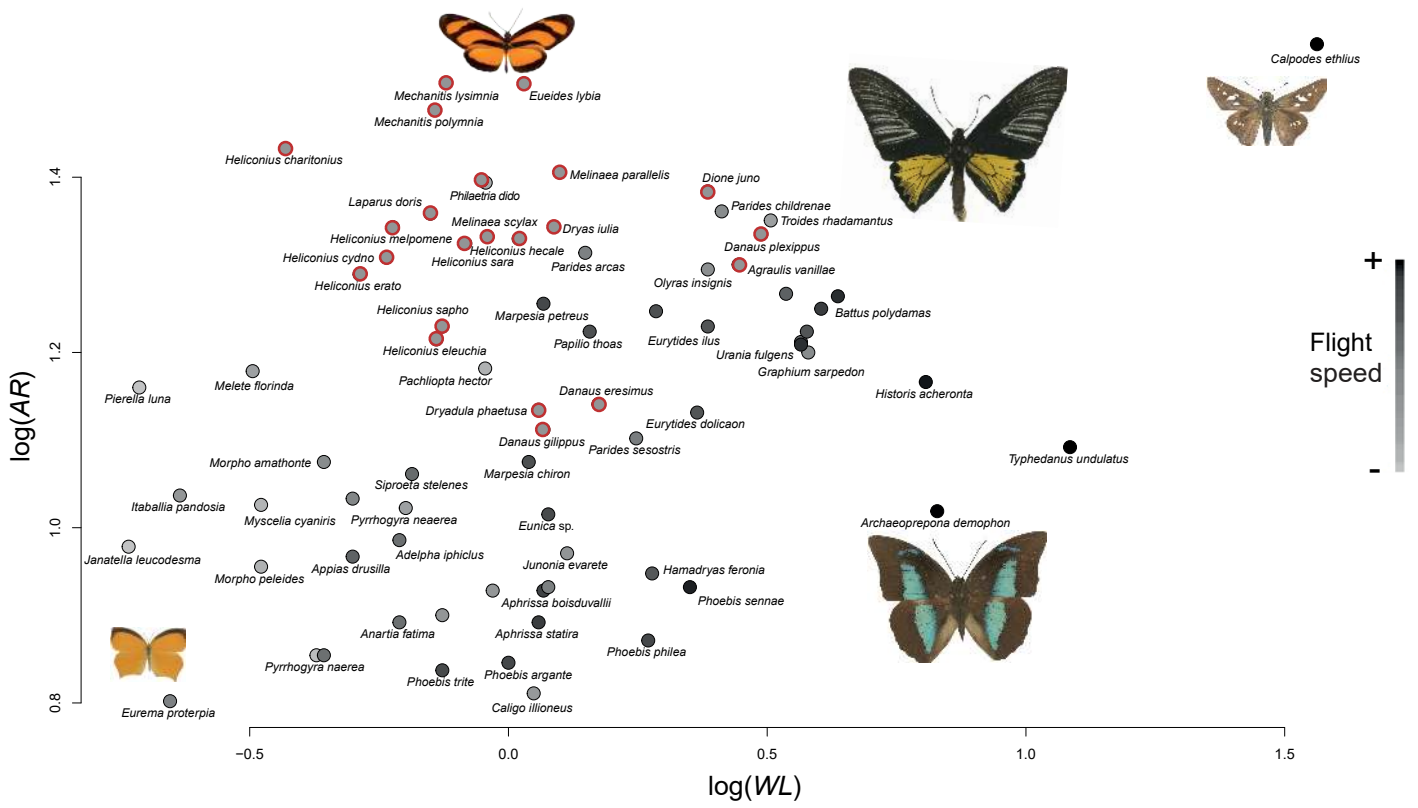 Calpodes ethlius
Mechanitis lysimnia
Eueides lybia
Mechanitis polymnia
Heliconius charitonius
1.4
Melinaea parallelis
Dione juno
Philaetria dido
Laparus doris
Parides childrenae
Melinaea scylax
Troides rhadamantus
Dryas iulia
Heliconius melpomene
Danaus plexippus
Heliconius hecale
Heliconius cydno
Heliconius sara
Parides arcas
+
Agraulis vanillae
Olyras insignis
Heliconius erato
Heliconius sapho
Marpesia petreus
Battus polydamas
Papilio thoas
Eurytides ilus
Flight
speed
1.2
Heliconius eleuchia
Urania fulgens
Graphium sarpedon
Pachliopta hector
Melete florinda
Pierella luna
Danaus eresimus
Historis acheronta
Dryadula phaetusa
Eurytides dolicaon
log(AR)
Danaus gilippus
Parides sesostris
Typhedanus undulatus
Morpho amathonte
-
Marpesia chiron
Siproeta stelenes
Itaballia pandosia
Myscelia cyaniris
Pyrrhogyra neaerea
1.0
Eunica sp.
Archaeoprepona demophon
Janatella leucodesma
Adelpha iphiclus
Appias drusilla
Junonia evarete
Hamadryas feronia
Morpho peleides
Aphrissa boisduvallii
Phoebis sennae
Anartia fatima
Aphrissa statira
Phoebis philea
Pyrrhogyra naerea
Phoebis trite
Phoebis argante
0.8
Caligo illioneus
Eurema proterpia
−0.5
0.0
0.5
1.0
1.5
log(WL)